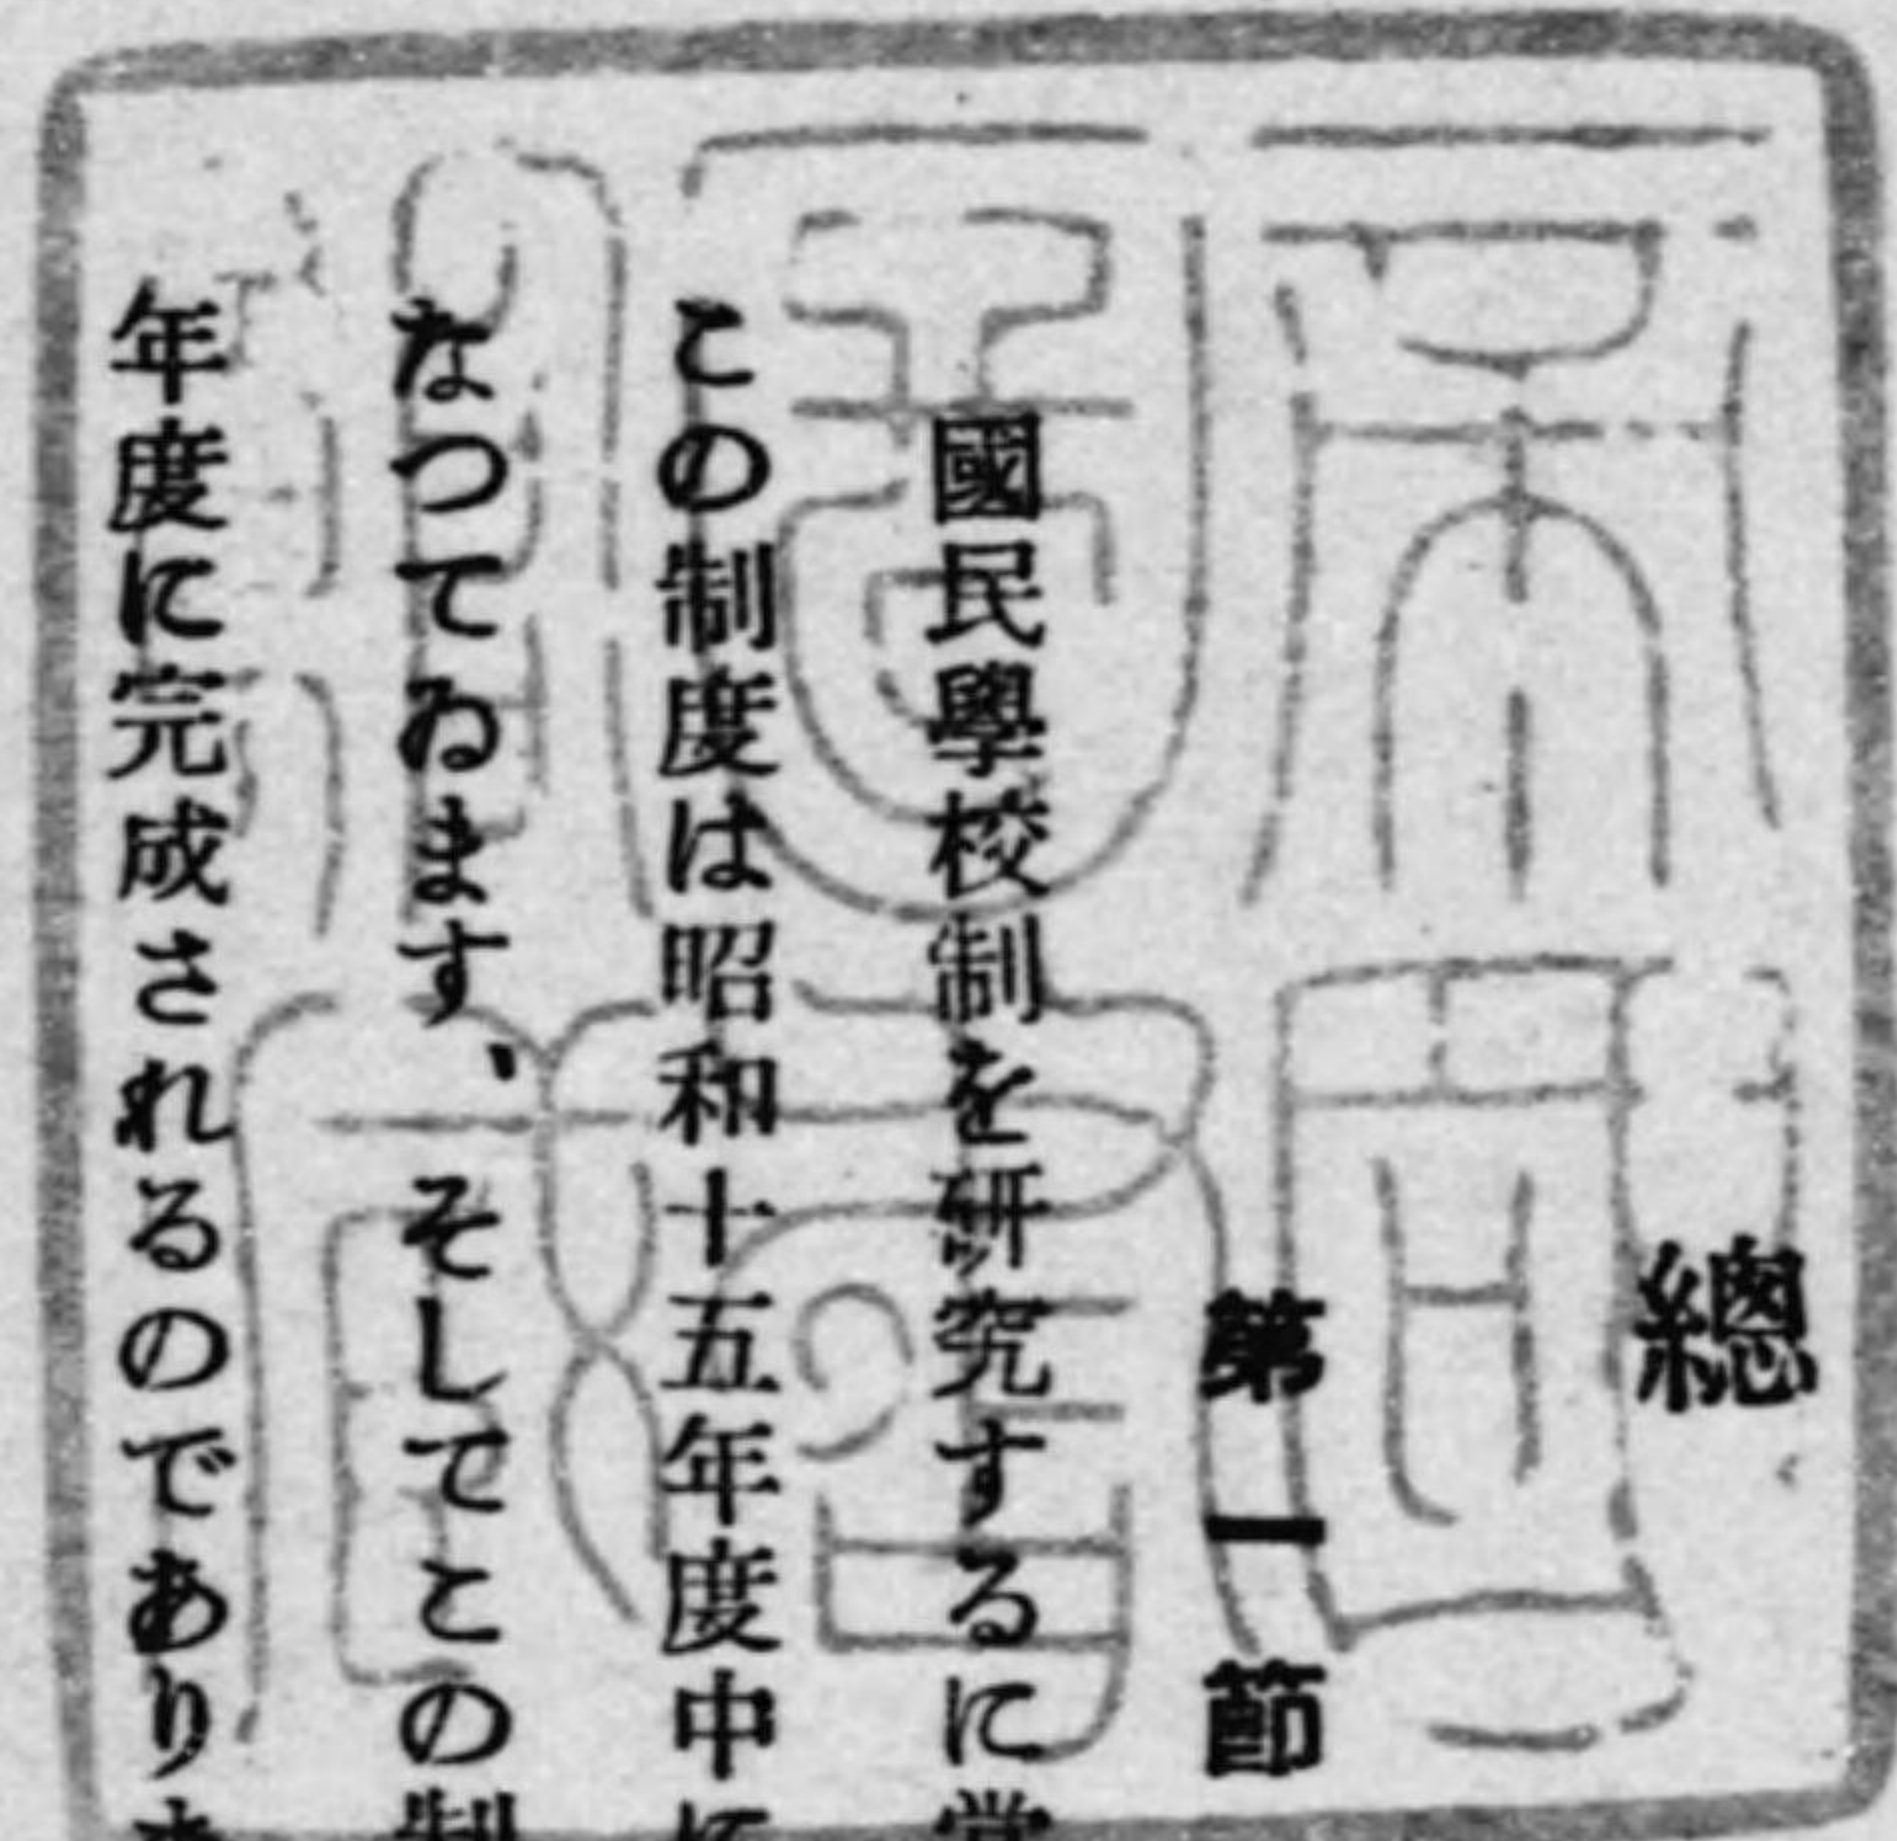 總
第一節
國民學校制を研究するに當
この制度は昭和十五年度中に
なつてゐます、そしてこの制
年度に完成されるのであり